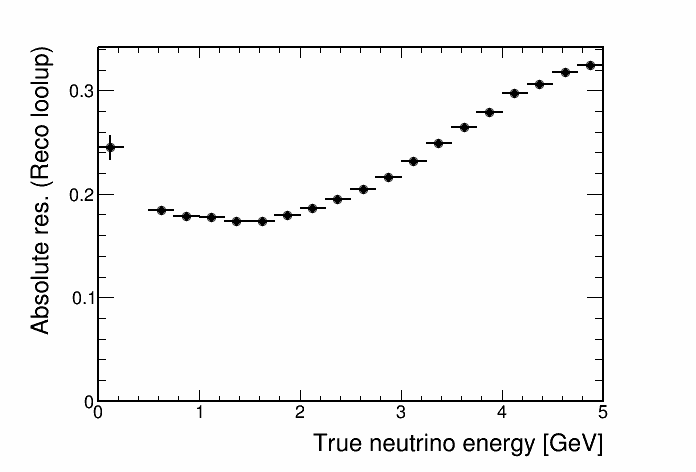 Absolute res. (Reco loolup)
0.3
0.2
0.1
0
0 1 2 3 4 5
True neutrino energy [GeV]